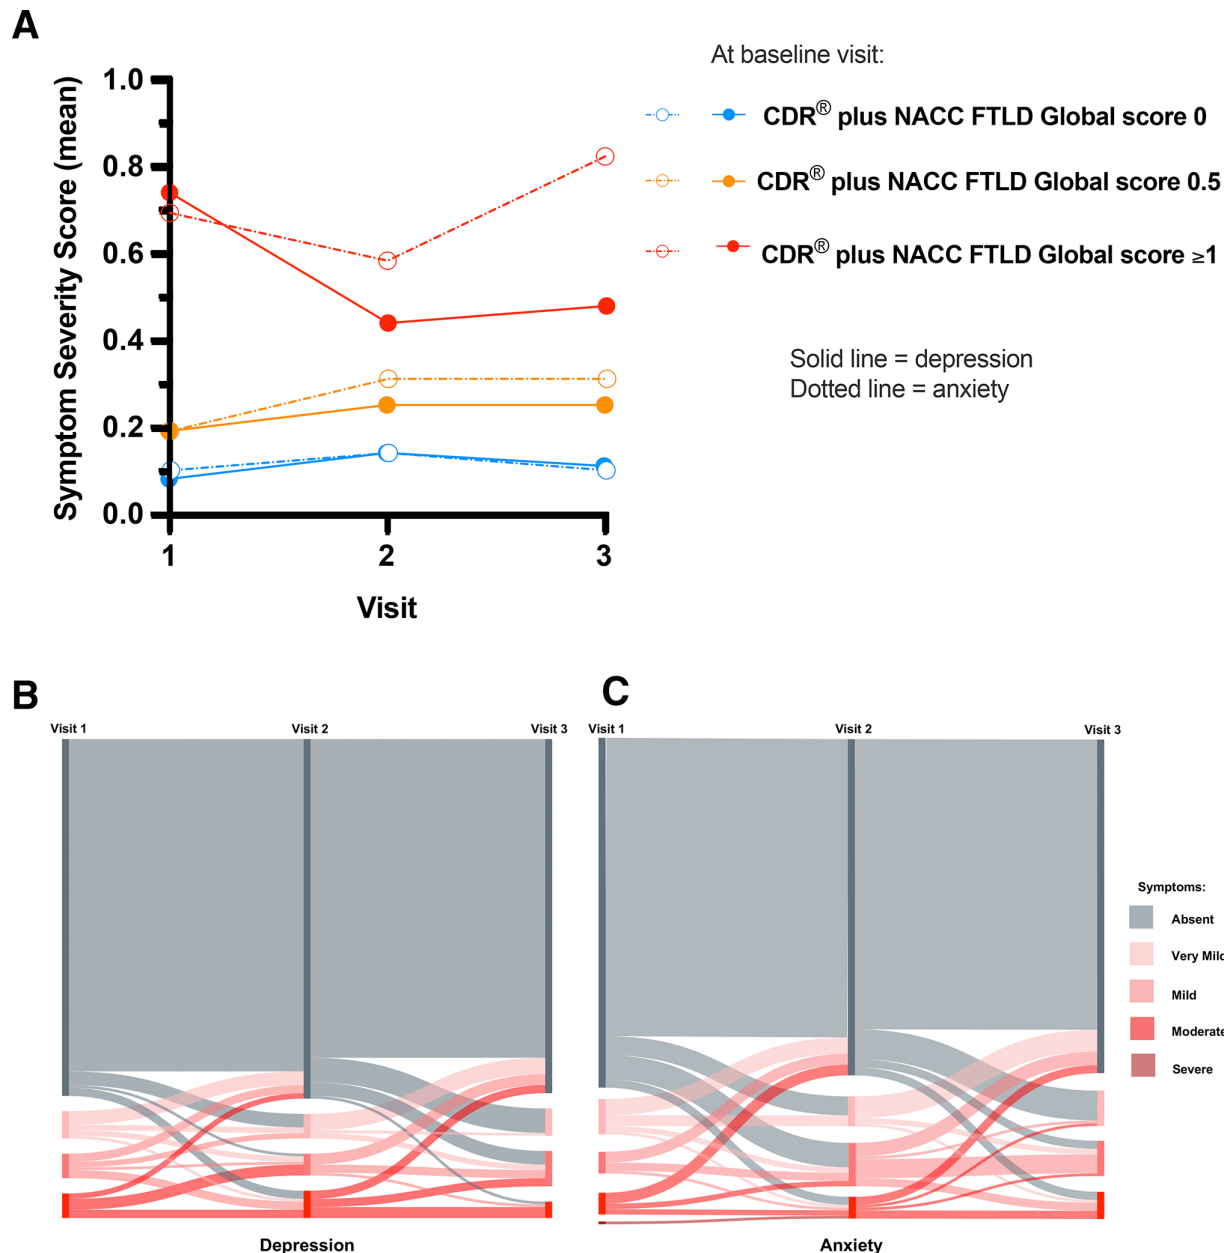 A
At baseline visit:
CDR® plus NACC FTLD Global score 0
CDR® plus NACC FTLD Global score 0.5
CDR® plus NACC FTLD Global score ≥1
Solid line = depression
Dotted line = anxiety
Symptom Severity Score (mean)
1.0
0.8
0.6
0.4
0.2
0.0
1 2 3
Visit
B
Visit 1 Visit 2 Visit 3
Depression
C
Visit 1 Visit 2 Visit 3
Anxiety
Symptoms:
Absent
Very Mild
Mild
Moderate
Severe